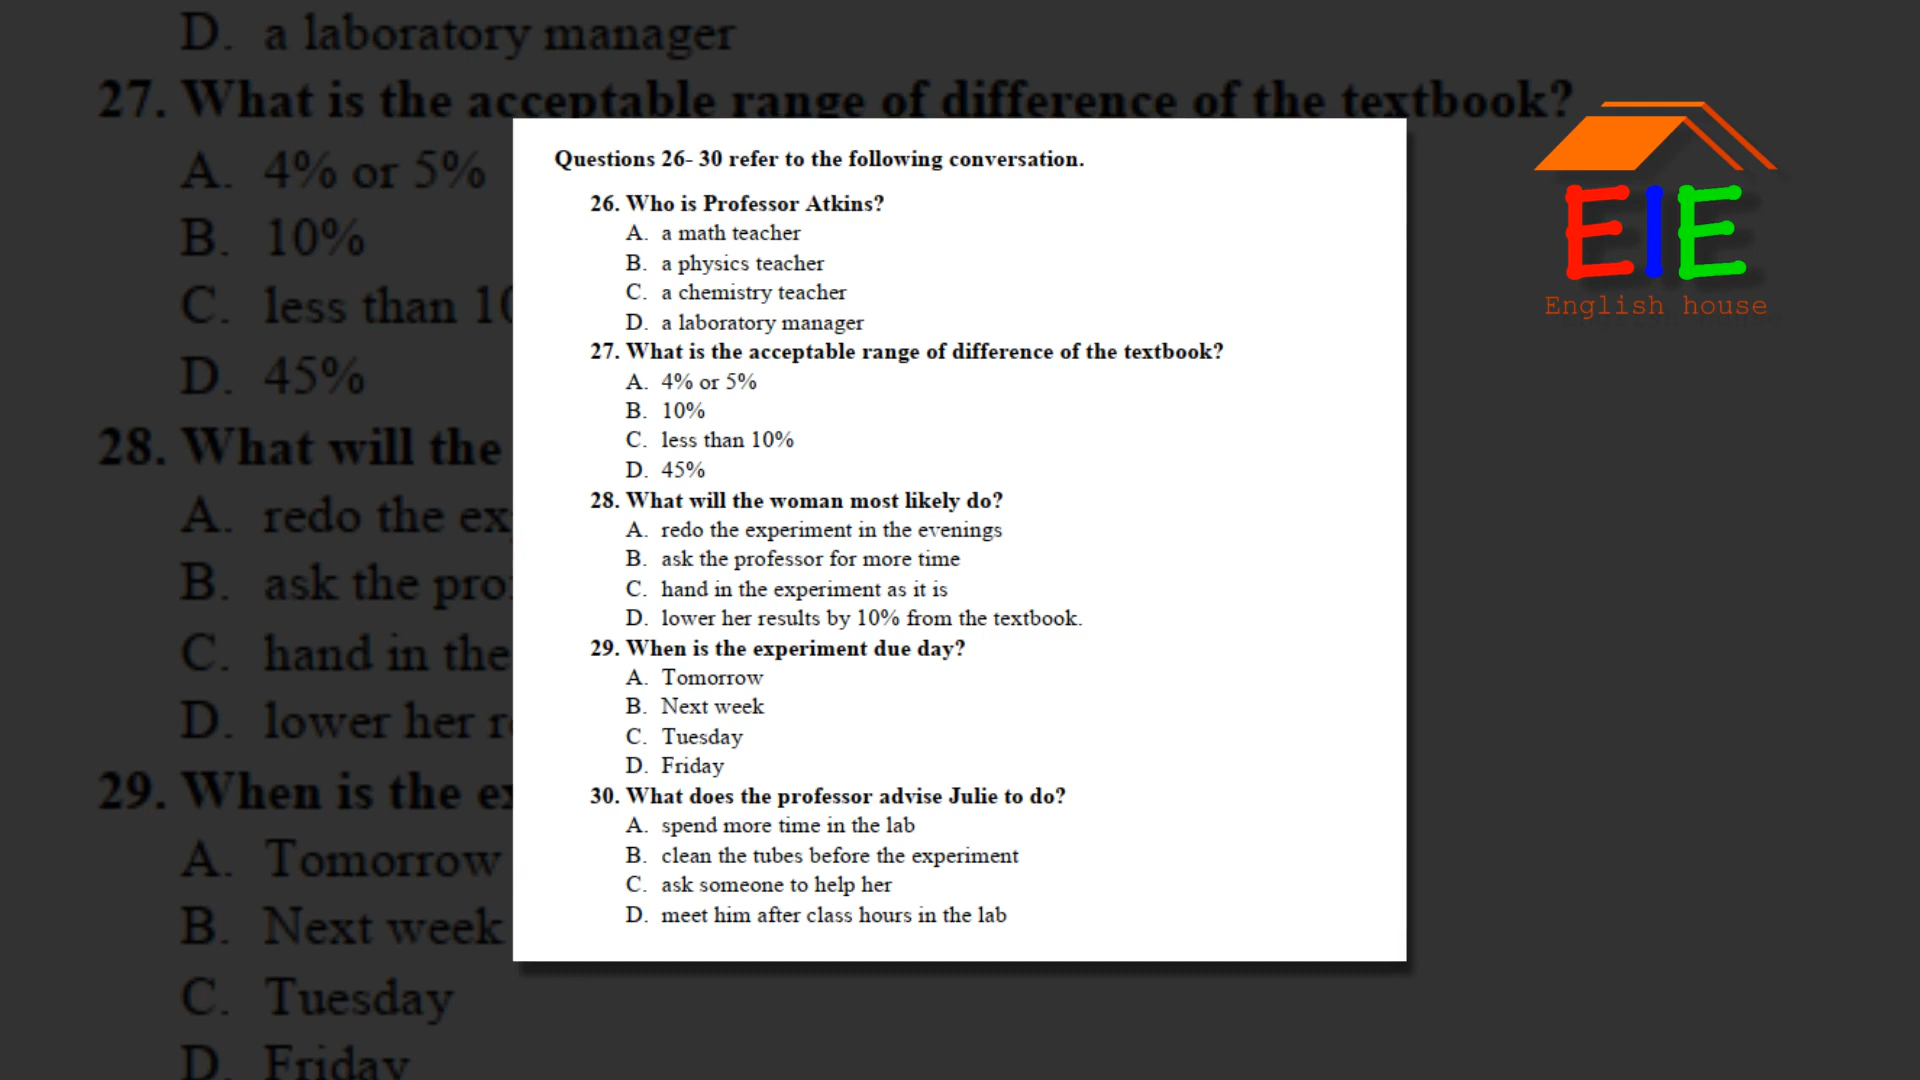 D. a laboratory manager
27. What is the acceptable range of difference of the textbook?
A. 4% or 5%
B. 10%
C. less than 10
D. 45%
28. What will the
A. redo the ex
B. ask the pro
C. hand in the
D. lower her r
29. When is the ex
A. Tomorrow
B. Next week
C. Tuesday
D. Friday
Questions 26- 30 refer to the following conversation.
26. Who is Professor Atkins?
A. a math teacher
B. a physics teacher
C. a chemistry teacher
D. a laboratory manager
27. What is the acceptable range of difference of the textbook?
A. 4% or 5%
B. 10%
C. less than 10%
D. 45%
28. What will the woman most likely do?
A. redo the experiment in the evenings
B. ask the professor for more time
C. hand in the experiment as it is
D. lower her results by 10% from the textbook.
29. When is the experiment due day?
A. Tomorrow
B. Next week
C. Tuesday
D. Friday
30. What does the professor advise Julie to do?
A. spend more time in the lab
B. clean the tubes before the experiment
C. ask someone to help her
D. meet him after class hours in the lab
EIE
English house